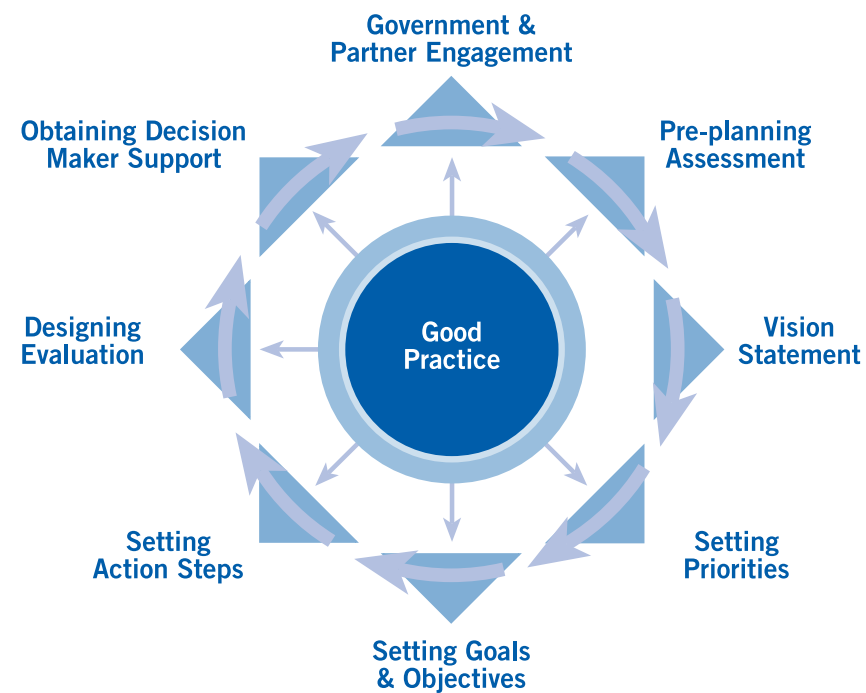 Government &
Partner Engagement
Obtaining Decision
Maker Support
Pre-planning
Assessment
Designing
Evaluation
Good
Practice
Vision
Statement
Setting
Action Steps
Setting
Priorities
Setting Goals
& Objectives